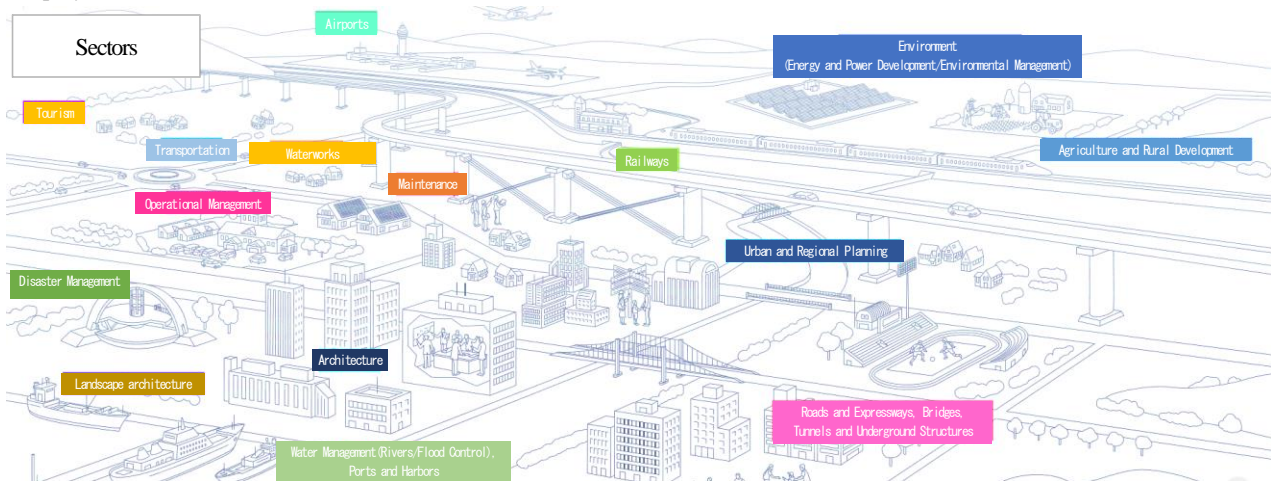 Airports
Sectors
Environment
(Energy and Power Development/Environmental Management)
Tourism
Transportation
Waterworks
Railways
Agriculture and Rural Development
Maintenance
Operational Management
Urban and Regional Planning
Disaster Management
Architecture
Landscape architecture
Roads and Expressways, Bridges,
Tunnels and Underground Structures
Water Management(Rivers/Flood Control),
Ports and Harbors